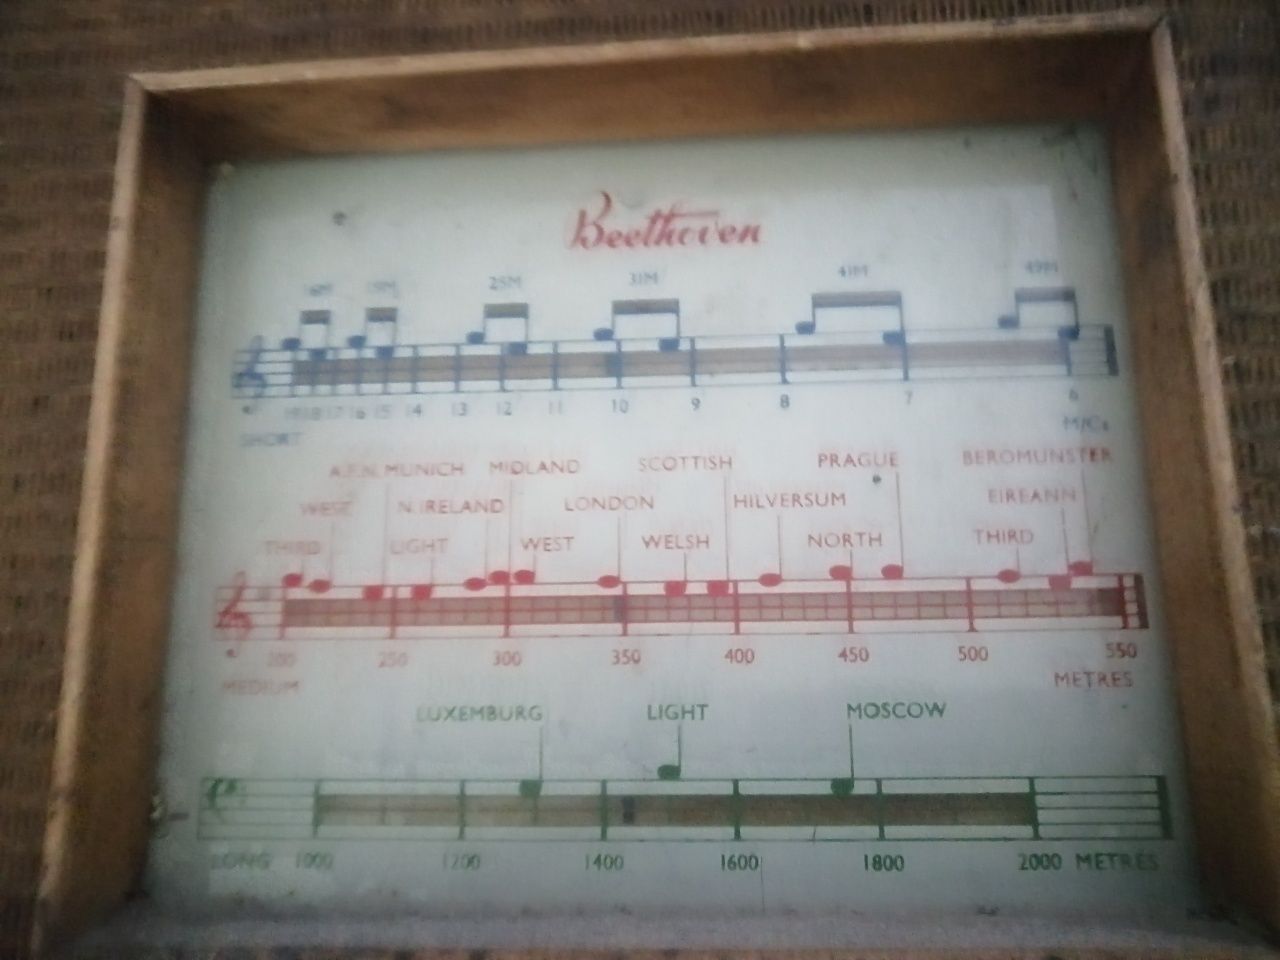 Beethoven
16M 19M 25M 31M 41M 49M
19 18 17 16 15 14 13 12 11 10 9 8 7 6
SHORT M/Cs
A.F.N. MUNICH MIDLAND SCOTTISH PRAGUE BEROMUNSTER
WEST N. IRELAND LONDON HILVERSUM EIREANN
THIRD LIGHT WEST WELSH NORTH THIRD
200 250 300 350 400 450 500 550
MEDIUM METRES
LUXEMBURG LIGHT MOSCOW
LONG 1000 1200 1400 1600 1800 2000 METRES